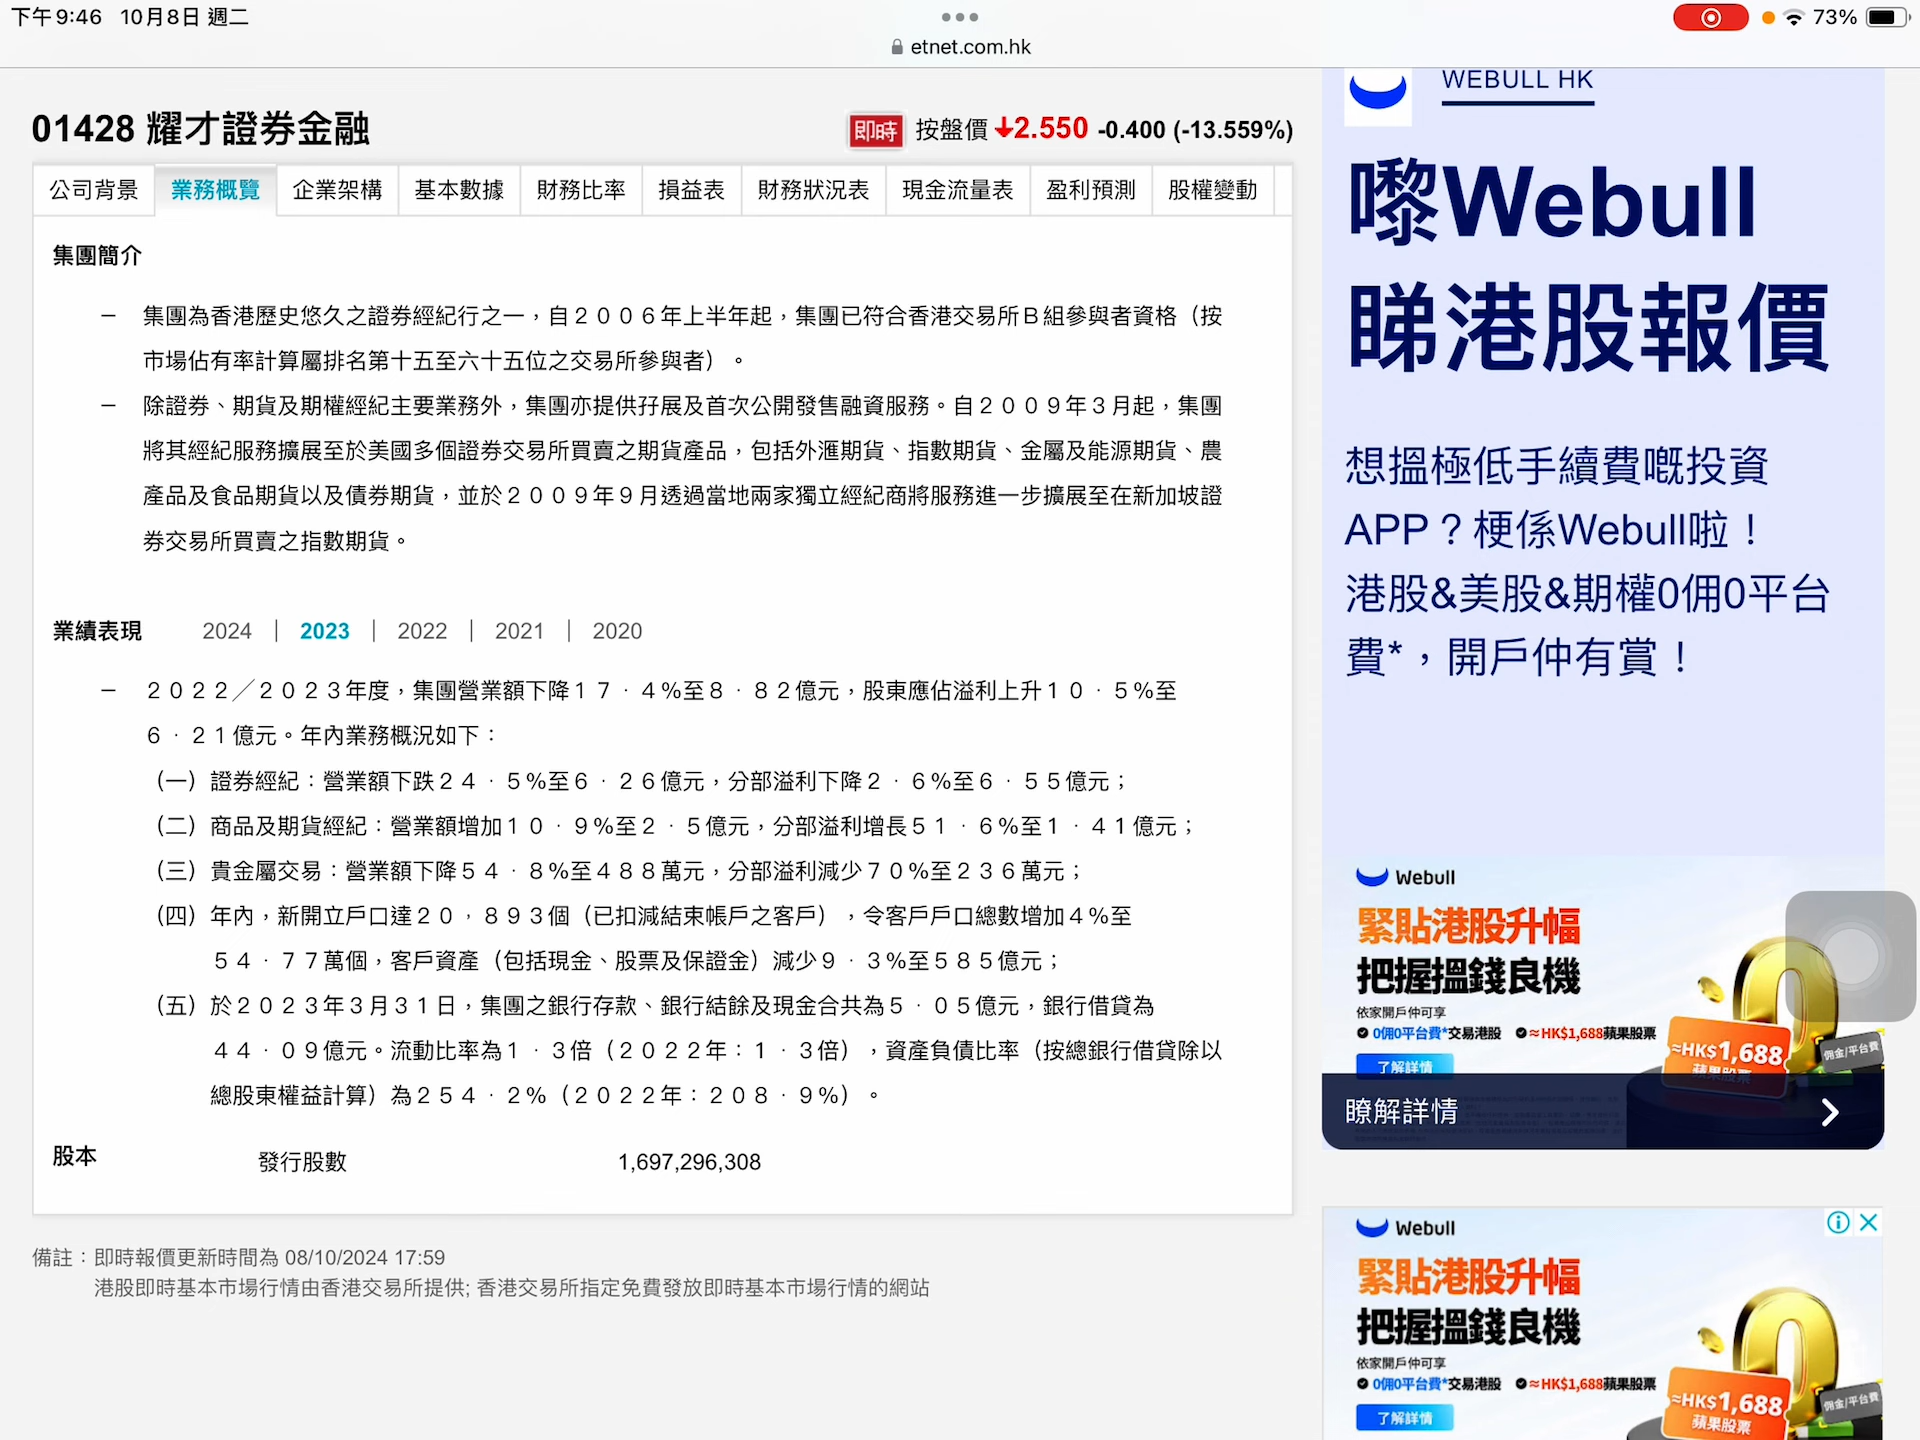 下午9:46 10月8日 週二
73%
etnet.com.hk
01428 耀才證券金融
即時 按盤價 2.550 -0.400 (-13.559%)
公司背景 業務概覽 企業架構 基本數據 財務比率 損益表 財務狀況表 現金流量表 盈利預測 股權變動
集團簡介
－ 集團為香港歷史悠久之證券經紀行之一，自２００６年上半年起，集團已符合香港交易所Ｂ組參與者資格（按
市場佔有率計算屬排名第十五至六十五位之交易所參與者）。
－ 除證券、期貨及期權經紀主要業務外，集團亦提供孖展及首次公開發售融資服務。自２００９年３月起，集團
將其經紀服務擴展至於美國多個證券交易所買賣之期貨產品，包括外滙期貨、指數期貨、金屬及能源期貨、農
產品及食品期貨以及債券期貨，並於２００９年９月透過當地兩家獨立經紀商將服務進一步擴展至在新加坡證
券交易所買賣之指數期貨。
業績表現 2024 | 2023 | 2022 | 2021 | 2020
－ ２０２２／２０２３年度，集團營業額下降１７﹒４%至８﹒８２億元，股東應佔溢利上升１０﹒５%至
６﹒２１億元。年內業務概況如下：
（一）證券經紀：營業額下跌２４﹒５%至６﹒２６億元，分部溢利下降２﹒６%至６﹒５５億元；
（二）商品及期貨經紀：營業額增加１０﹒９%至２﹒５億元，分部溢利增長５１﹒６%至１﹒４１億元；
（三）貴金屬交易：營業額下降５４﹒８%至４８８萬元，分部溢利減少７０%至２３６萬元；
（四）年內，新開立戶口達２０﹐８９３個（已扣減結束帳戶之客戶），令客戶戶口總數增加４%至
５４﹒７７萬個，客戶資產（包括現金、股票及保證金）減少９﹒３%至５８５億元；
（五）於２０２３年３月３１日，集團之銀行存款、銀行結餘及現金合共為５﹒０５億元，銀行借貸為
４４﹒０９億元。流動比率為１﹒３倍（２０２２年：１﹒３倍），資產負債比率（按總銀行借貸除以
總股東權益計算）為２５４﹒２%（２０２２年：２０８﹒９%）。
股本 發行股數 1,697,296,308
備註：即時報價更新時間為 08/10/2024 17:59
港股即時基本市場行情由香港交易所提供; 香港交易所指定免費發放即時基本市場行情的網站
WEBULL HK
嚟Webull
睇港股報價
想搵極低手續費嘅投資
APP？梗係Webull啦！
港股&美股&期權0佣0平台
費*，開戶仲有賞！
Webull
緊貼港股升幅
把握搵錢良機
依家開戶仲可享
0佣0平台費*交易港股 ≈HK$1,688蘋果股票
了解詳情
≈HK$1,688
蘋果股票
佣金/平台費
瞭解詳情
Webull
緊貼港股升幅
把握搵錢良機
依家開戶仲可享
0佣0平台費*交易港股 ≈HK$1,688蘋果股票
了解詳情
≈HK$1,688
蘋果股票
佣金/平台費